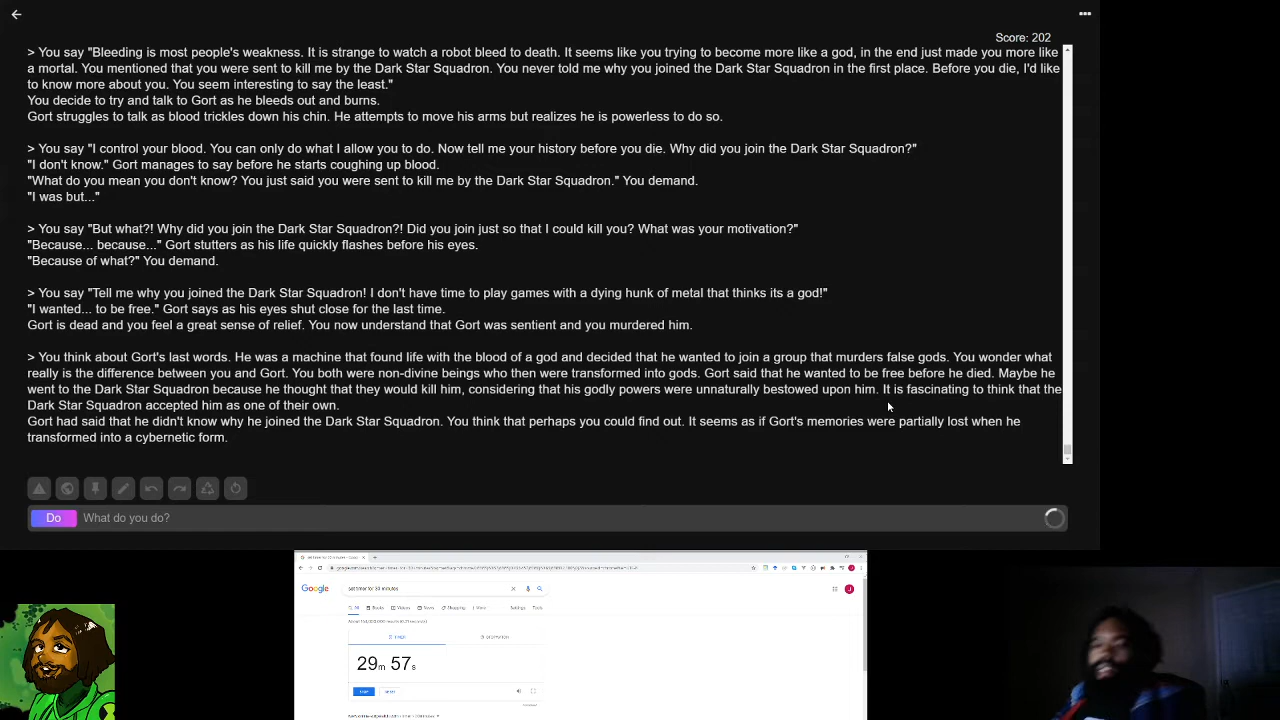 Score: 202
> You say "Bleeding is most people's weakness. It is strange to watch a robot bleed to death. It seems like you trying to become more like a god, in the end just made you more like
a mortal. You mentioned that you were sent to kill me by the Dark Star Squadron. You never told me why you joined the Dark Star Squadron in the first place. Before you die, I'd like
to know more about you. You seem interesting to say the least."
You decide to try and talk to Gort as he bleeds out and burns.
Gort struggles to talk as blood trickles down his chin. He attempts to move his arms but realizes he is powerless to do so.
> You say "I control your blood. You can only do what I allow you to do. Now tell me your history before you die. Why did you join the Dark Star Squadron?"
"I don't know." Gort manages to say before he starts coughing up blood.
"What do you mean you don't know? You just said you were sent to kill me by the Dark Star Squadron." You demand.
"I was but..."
> You say "But what?! Why did you join the Dark Star Squadron?! Did you join just so that I could kill you? What was your motivation?"
"Because... because..." Gort stutters as his life quickly flashes before his eyes.
"Because of what?" You demand.
> You say "Tell me why you joined the Dark Star Squadron! I don't have time to play games with a dying hunk of metal that thinks its a god!"
"I wanted... to be free." Gort says as his eyes shut close for the last time.
Gort is dead and you feel a great sense of relief. You now understand that Gort was sentient and you murdered him.
> You think about Gort's last words. He was a machine that found life with the blood of a god and decided that he wanted to join a group that murders false gods. You wonder what
really is the difference between you and Gort. You both were non-divine beings who then were transformed into gods. Gort said that he wanted to be free before he died. Maybe he
went to the Dark Star Squadron because he thought that they would kill him, considering that his godly powers were unnaturally bestowed upon him. It is fascinating to think that the
Dark Star Squadron accepted him as one of their own.
Gort had said that he didn't know why he joined the Dark Star Squadron. You think that perhaps you could find out. It seems as if Gort's memories were partially lost when he
transformed into a cybernetic form.
Do What do you do?
Google
set timer for 30 minutes
All Books Videos News Shopping More Settings Tools
TIMER STOPWATCH
29m 57s
STOP RESET